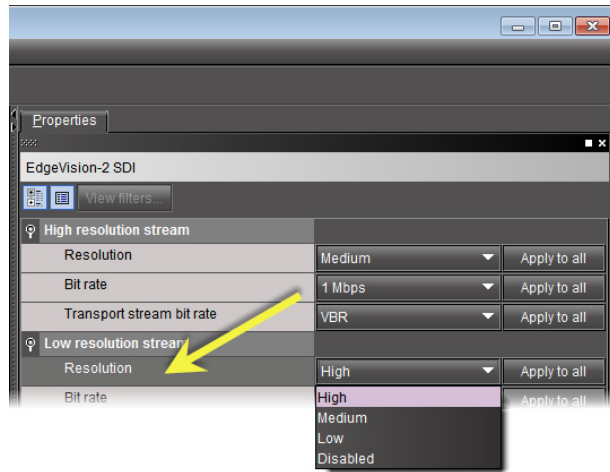 Properties
EdgeVision-2 SDI
View filters...
High resolution stream
Resolution Medium Apply to all
Bit rate 1 Mbps Apply to all
Transport stream bit rate VBR Apply to all
Low resolution stream
Resolution High Apply to all
Bit rate High Apply to all
Medium
Low
Disabled